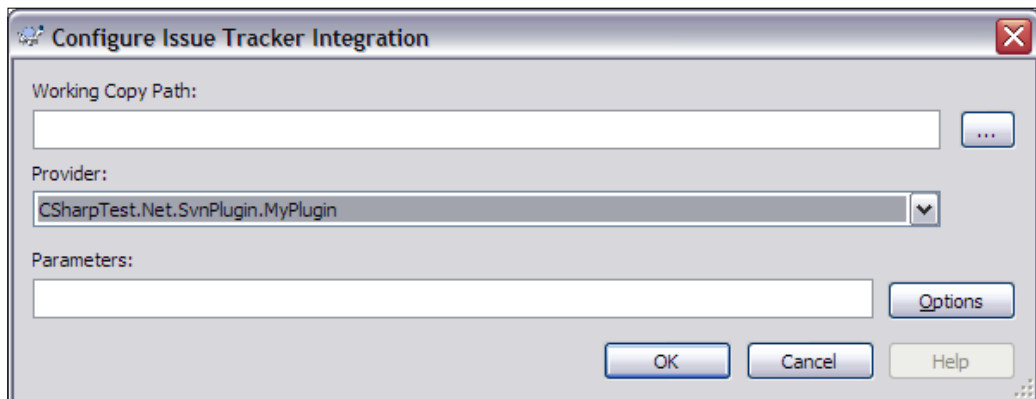 Configure Issue Tracker Integration
Working Copy Path:
...
Provider:
CSharpTest.Net.SvnPlugin.MyPlugin
Parameters:
Options
OK Cancel Help